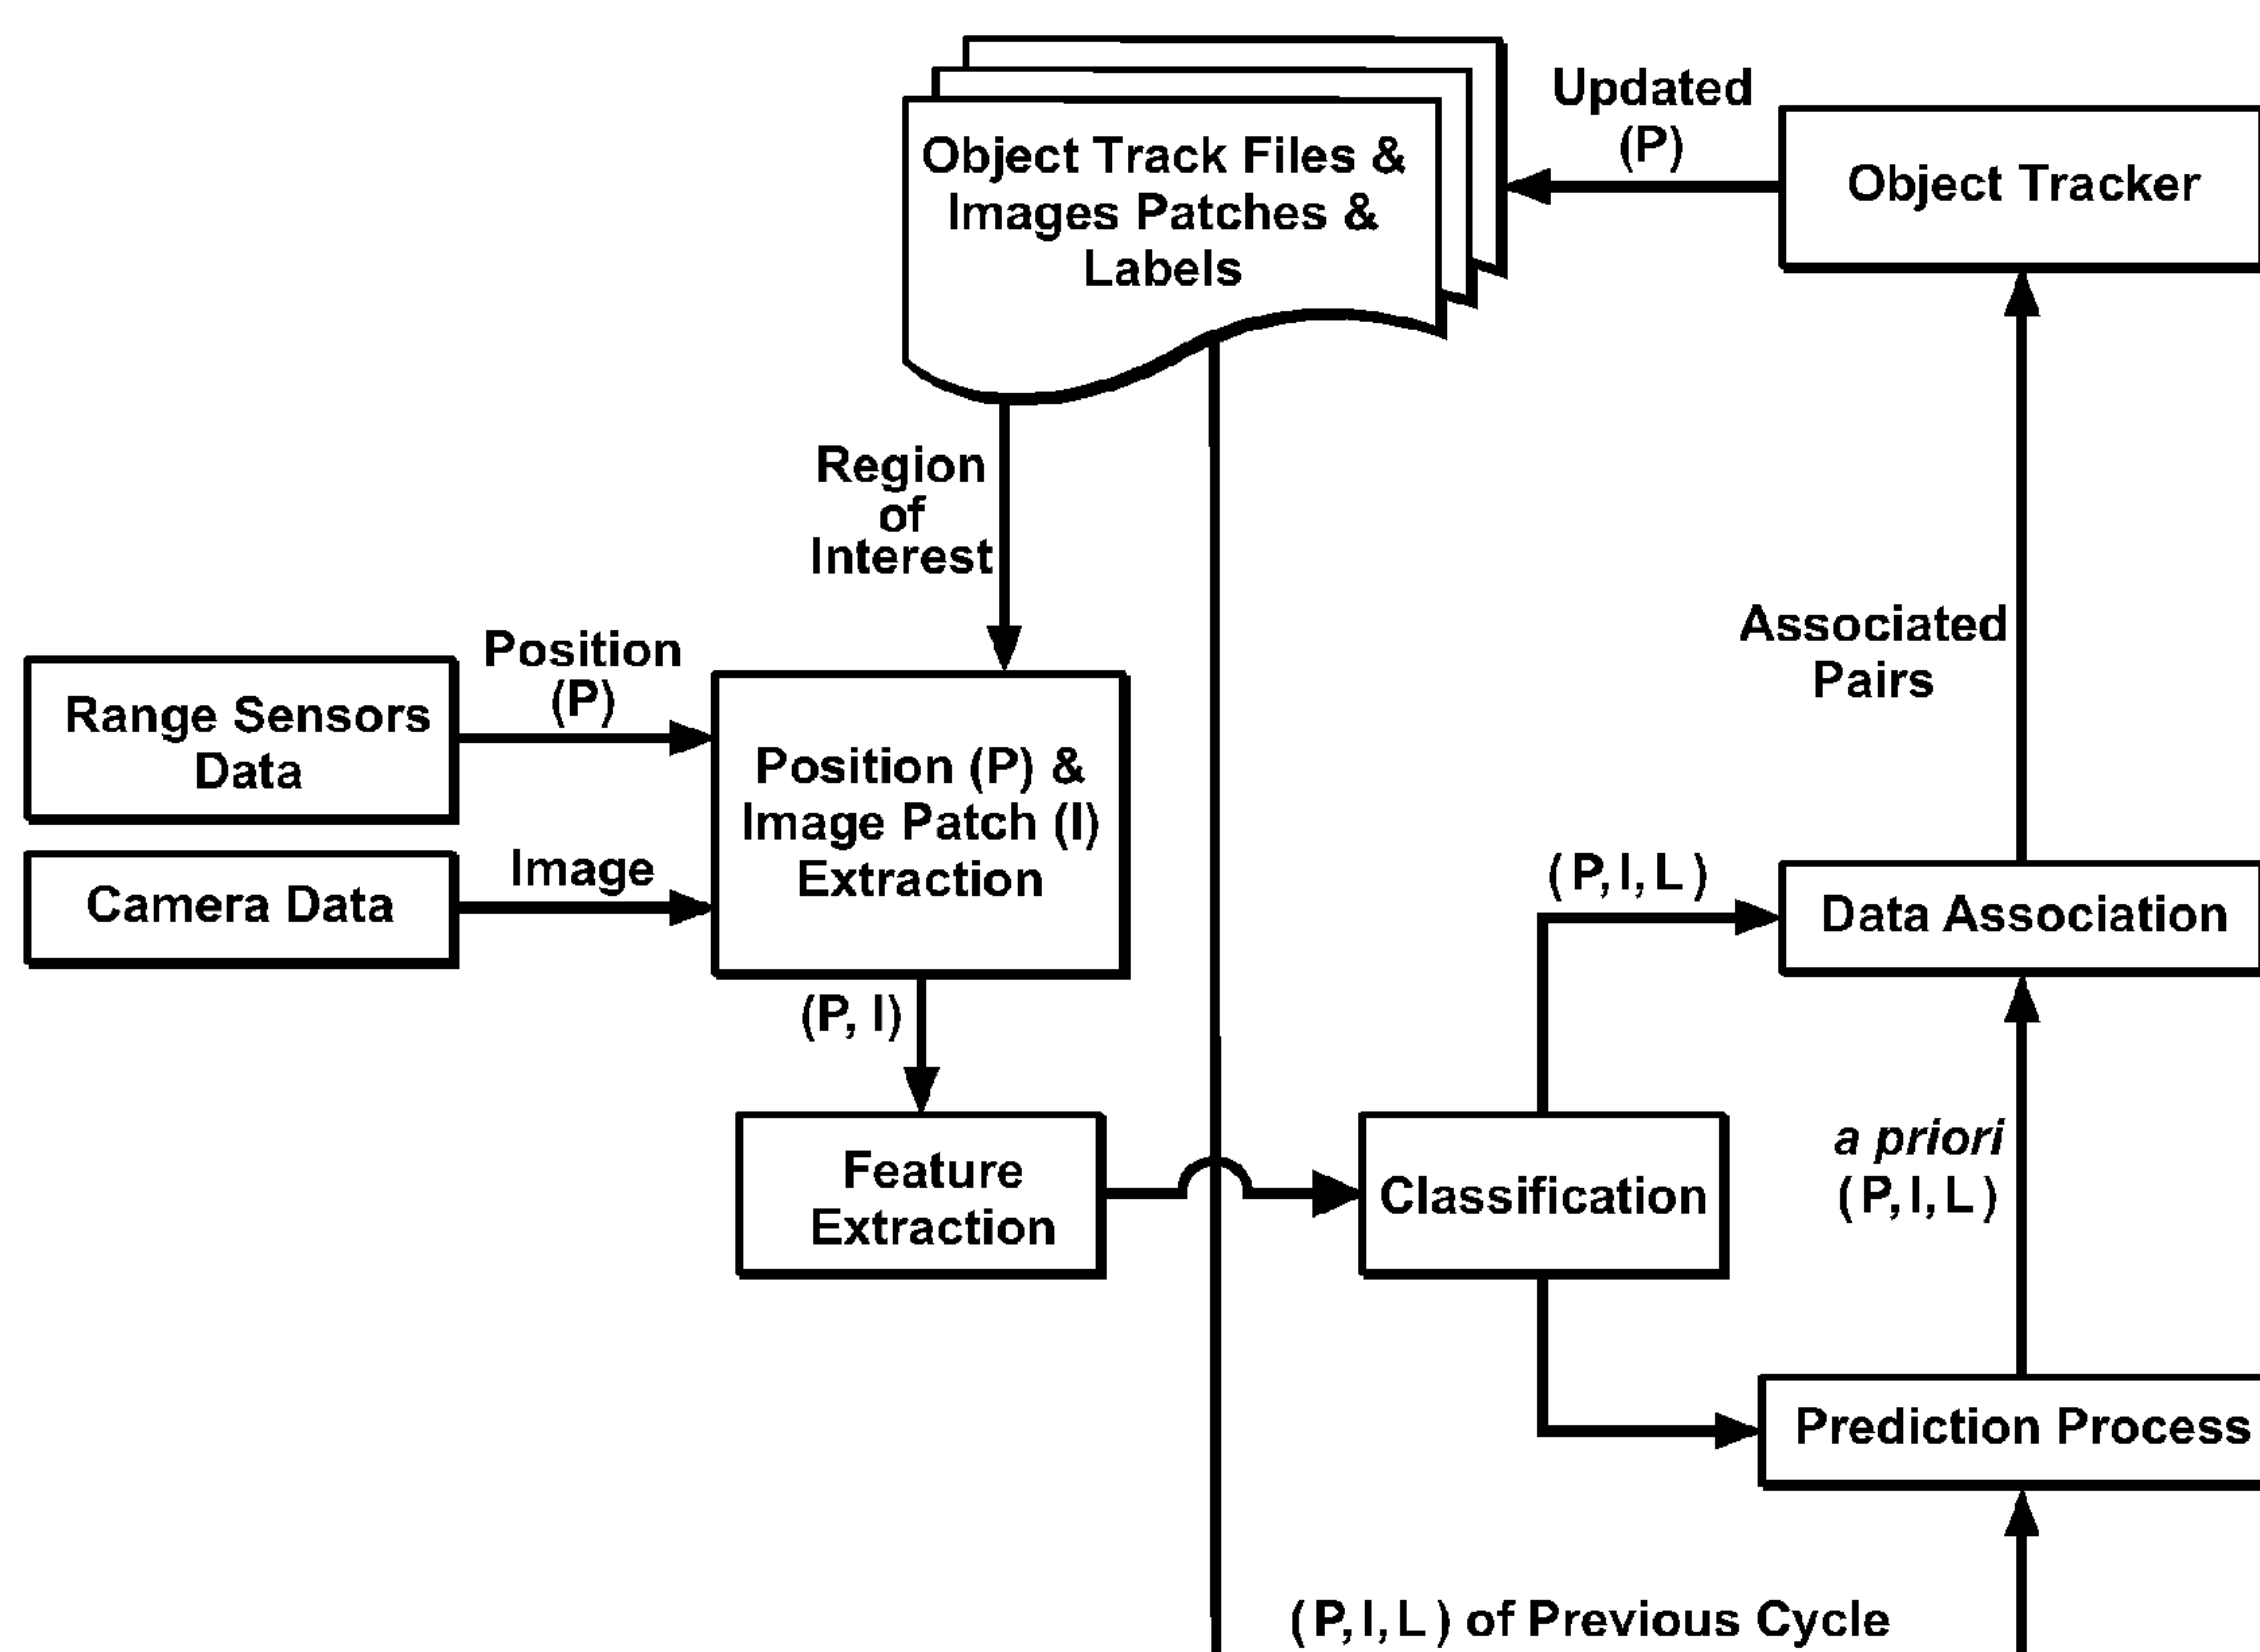 Updated
(P)
Object Track Files &
Images Patches &
Labels
Object Tracker
Region
of
Interest
Associated
Pairs
Position
(P)
Range Sensors
Data
Position (P) &
Image Patch (I)
Extraction
Image
Camera Data
(P, I, L)
Data Association
(P, I)
a priori
(P, I, L)
Feature
Extraction
Classification
Prediction Process
(P, I, L) of Previous Cycle